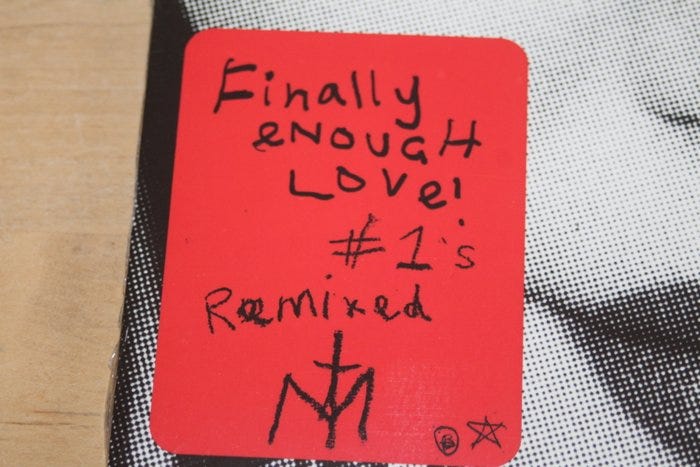 Finally
eNOUGH
LOVe!
#1's
Remixed
M
B